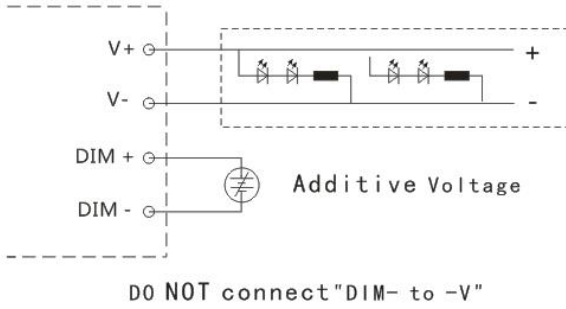 V+
+
V-
-
DIM +
Additive Voltage
DIM -
DO NOT connect"DIM- to -V"